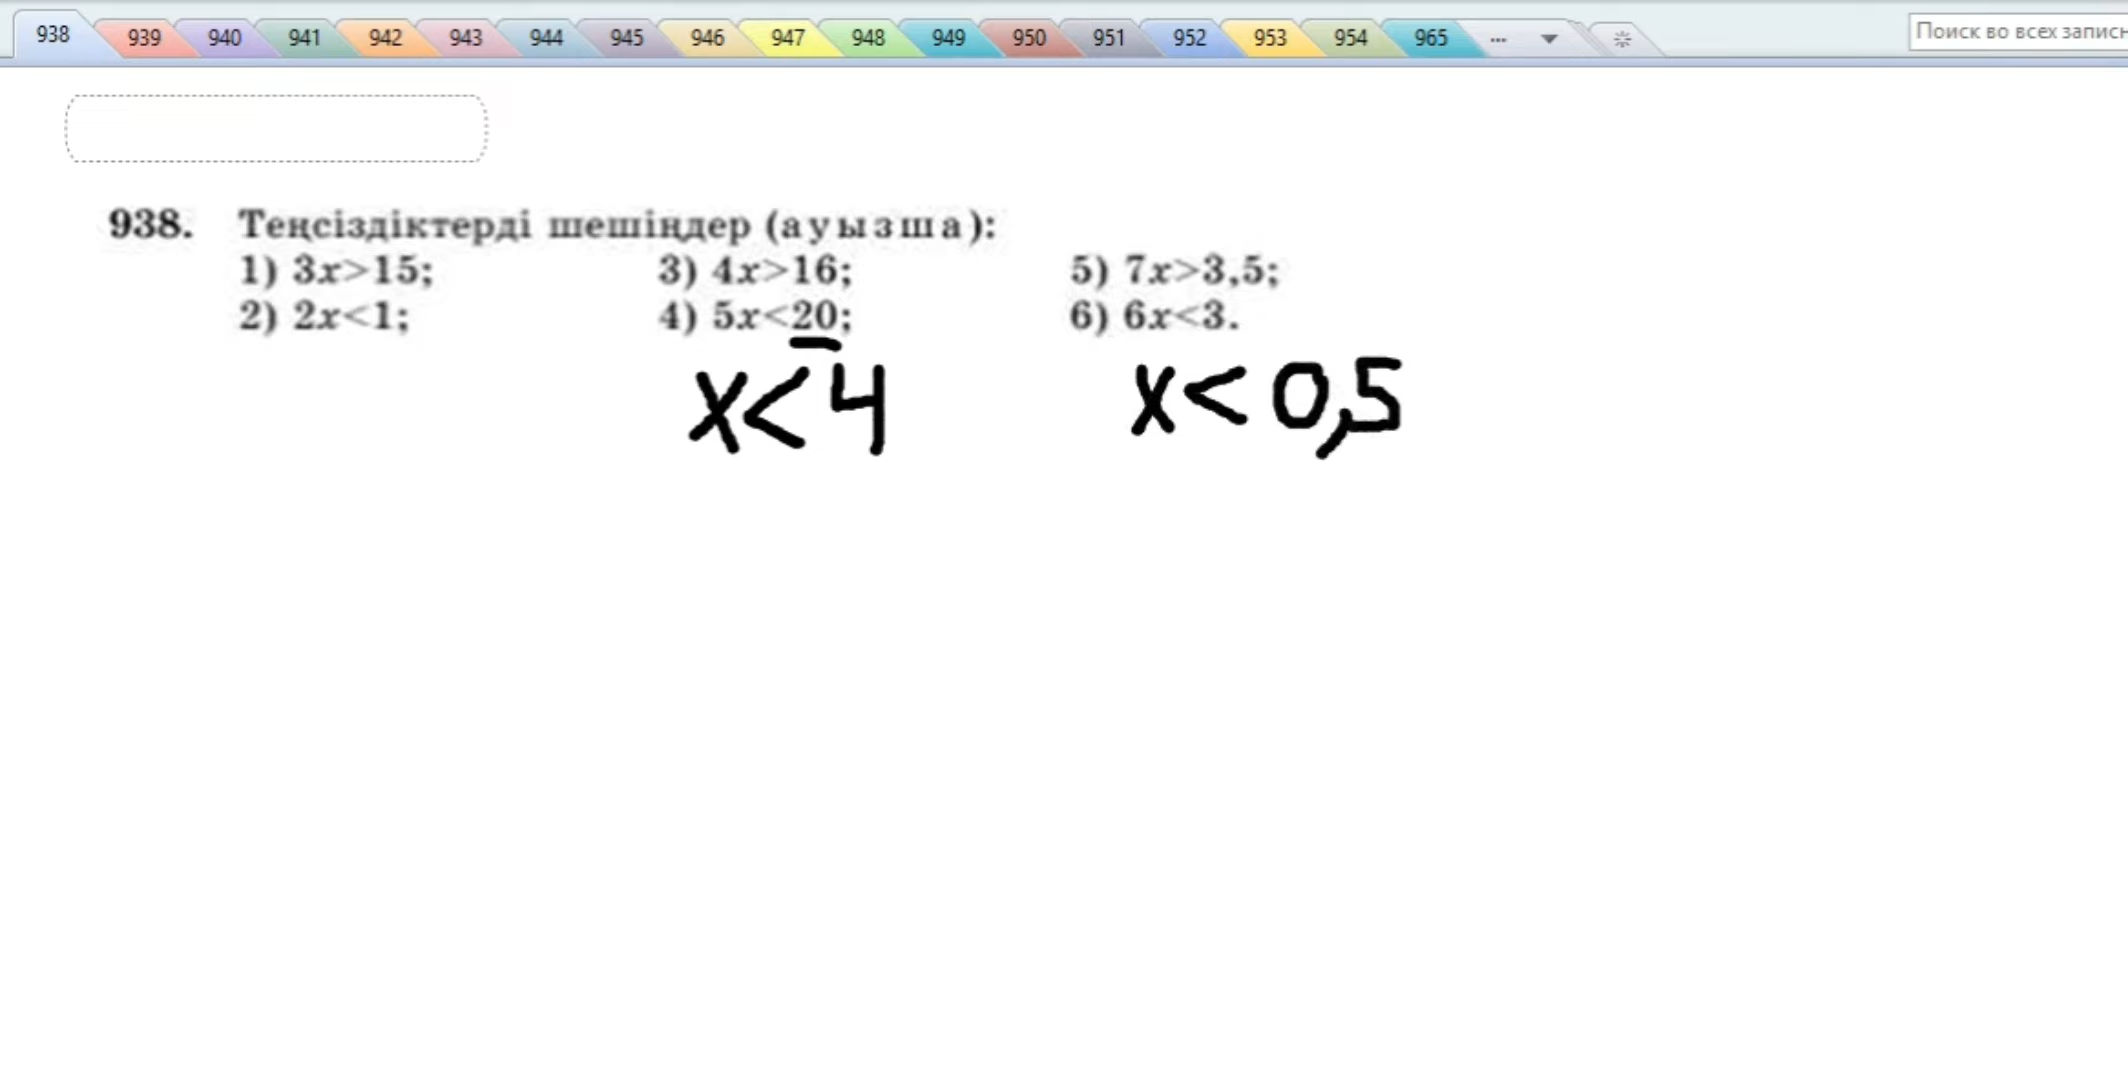 938 939 940 941 942 943 944 945 946 947 948 949 950 951 952 953 954 965 ...
Поиск во всех записн
938. Теңсіздіктерді шешіңдер (ауызша):
1) 3x>15; 3) 4x>16; 5) 7x>3,5;
2) 2x<1; 4) 5x<20; 6) 6x<3.
x<4 x<0,5